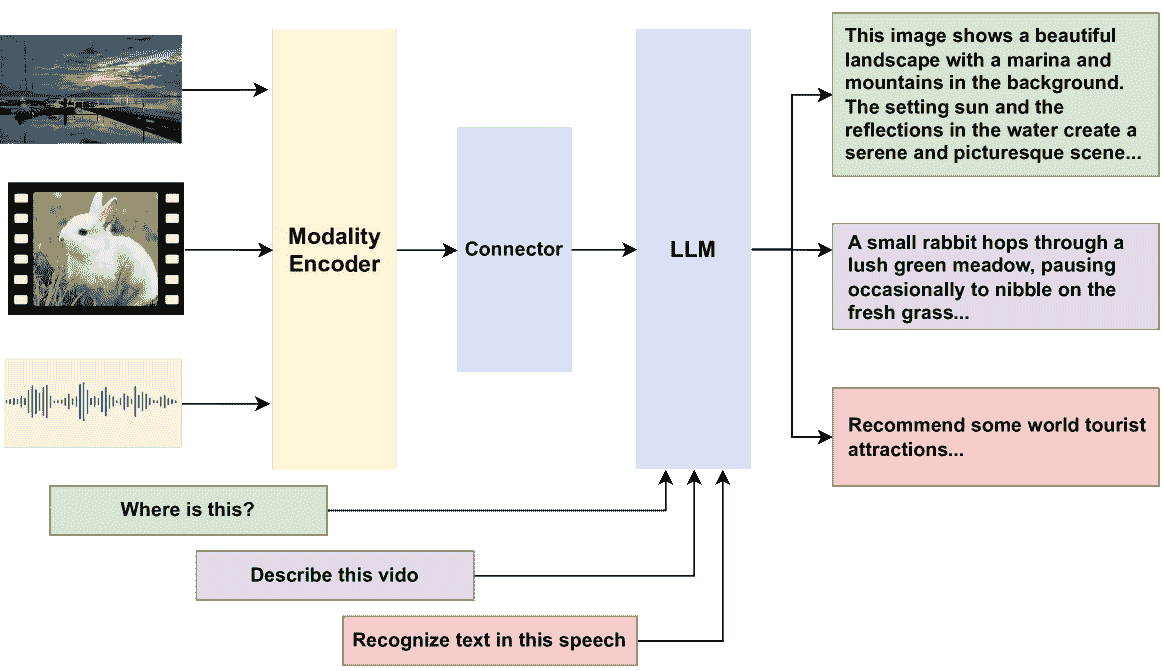 This image shows a beautiful
landscape with a marina and
mountains in the background.
The setting sun and the
reflections in the water create a
serene and picturesque scene...
Modality
Encoder
Connector
LLM
A small rabbit hops through a
lush green meadow, pausing
occasionally to nibble on the
fresh grass...
Recommend some world tourist
attractions...
Where is this?
Describe this vido
Recognize text in this speech